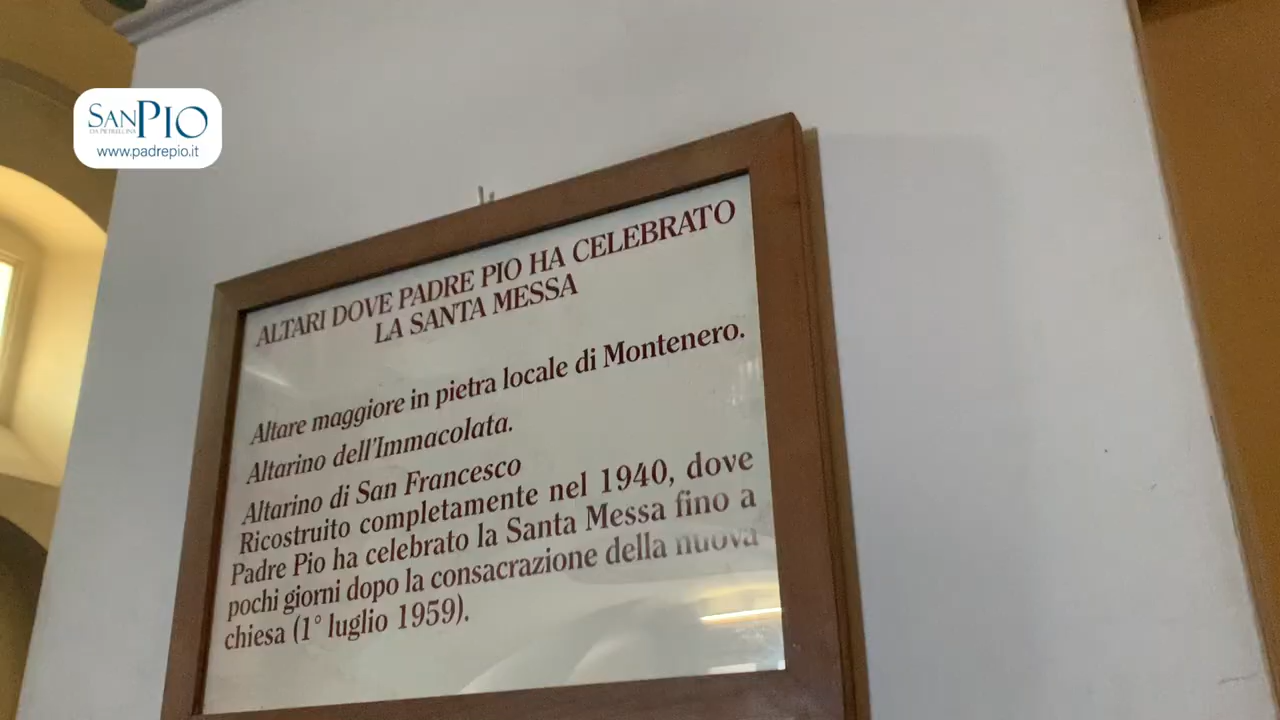 SANPIO
DA PIETRELCINA
www.padrepio.it
ALTARI DOVE PADRE PIO HA CELEBRATO
LA SANTA MESSA
Altare maggiore in pietra locale di Montenero.
Altarino dell'Immacolata.
Altarino di San Francesco
Ricostruito completamente nel 1940, dove
Padre Pio ha celebrato la Santa Messa fino a
pochi giorni dopo la consacrazione della nuova
chiesa (1° luglio 1959).